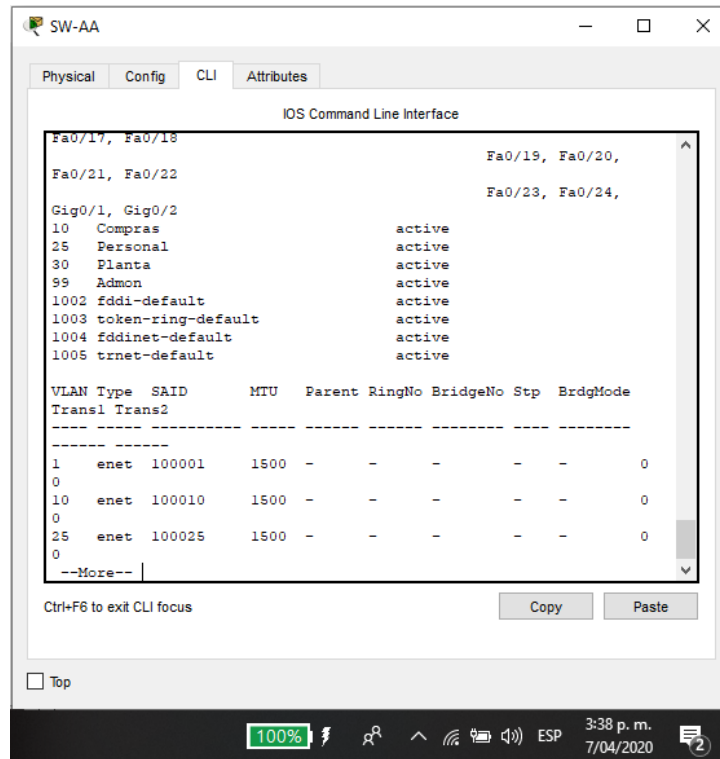 SW-AA
Physical Config CLI Attributes
IOS Command Line Interface
Fa0/17, Fa0/18
Fa0/19, Fa0/20,
Fa0/21, Fa0/22
Fa0/23, Fa0/24,
Gig0/1, Gig0/2
10 Compras active
25 Personal active
30 Planta active
99 Admon active
1002 fddi-default active
1003 token-ring-default active
1004 fddinet-default active
1005 trnet-default active
VLAN Type SAID MTU Parent RingNo BridgeNo Stp BrdgMode
Trans1 Trans2
---- ----- ---------- ----- ------ ------ -------- ---- --------
------ ------
1 enet 100001 1500 - - - - - 0
0
10 enet 100010 1500 - - - - - 0
0
25 enet 100025 1500 - - - - - 0
0
--More--
Ctrl+F6 to exit CLI focus Copy Paste
Top
100% ESP 3:38 p. m.
7/04/2020
2